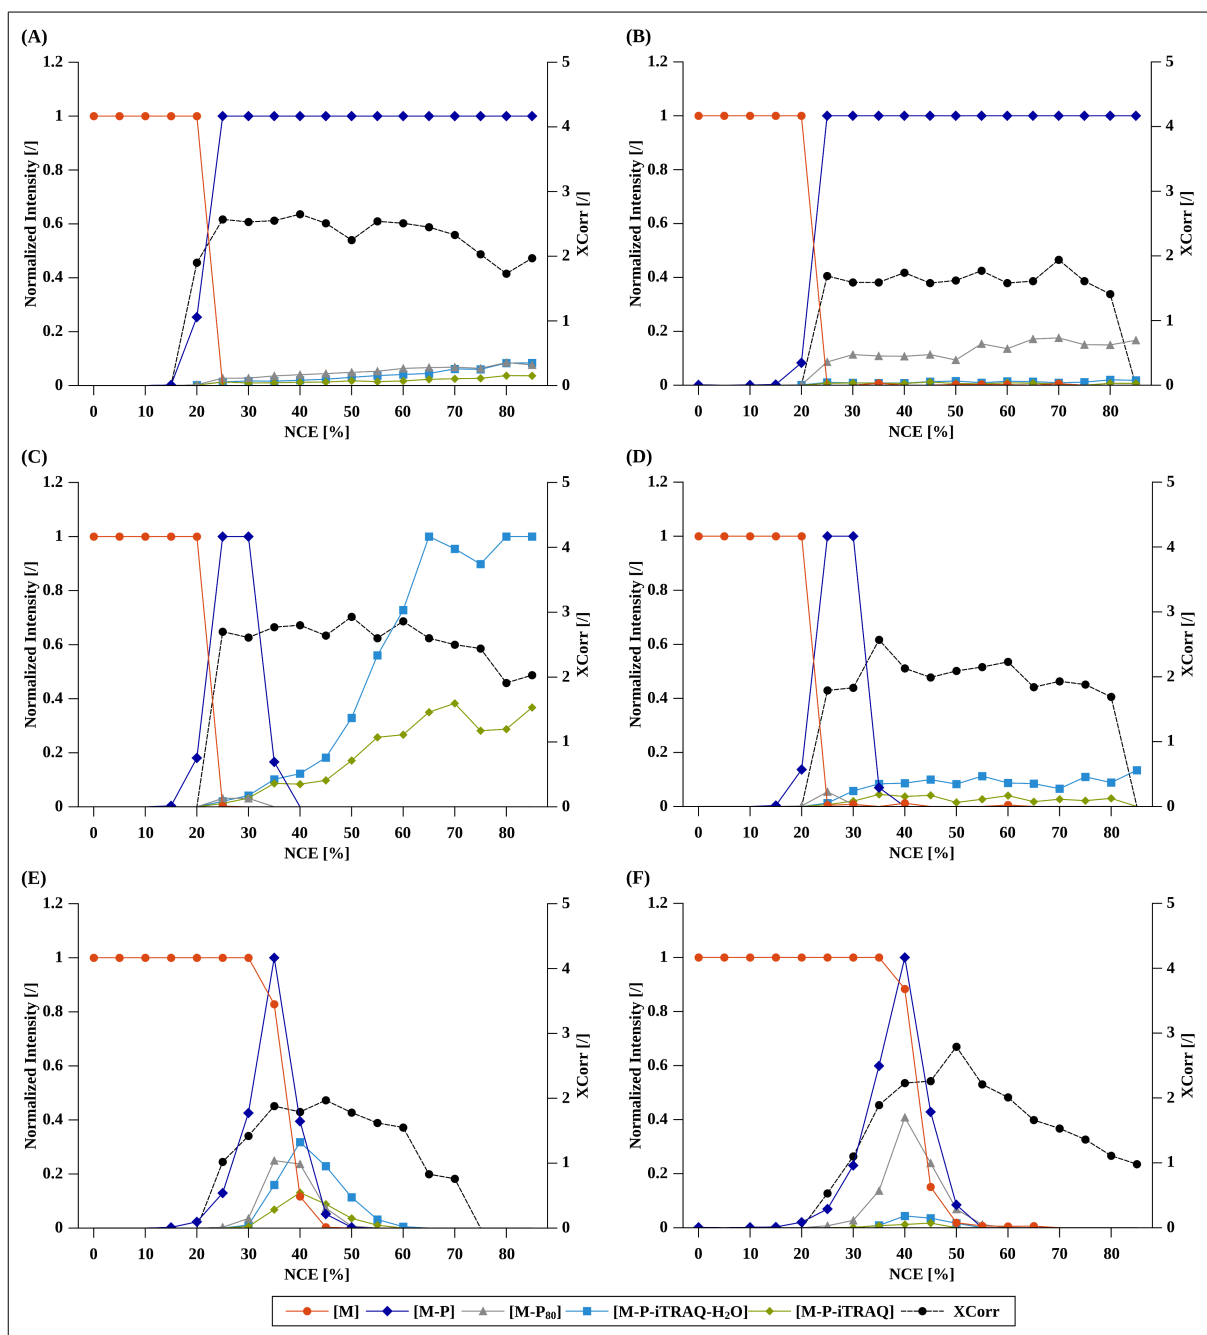 (A)
1.2
1
0.8
0.6
0.4
0.2
0
5
4
3
2
1
0
0 10 20 30 40 50 60 70 80
Normalized Intensity [/]
XCorr [/]
NCE [%]
(B)
1.2
1
0.8
0.6
0.4
0.2
0
5
4
3
2
1
0
0 10 20 30 40 50 60 70 80
Normalized Intensity [/]
XCorr [/]
NCE [%]
(C)
1.2
1
0.8
0.6
0.4
0.2
0
5
4
3
2
1
0
0 10 20 30 40 50 60 70 80
Normalized Intensity [/]
XCorr [/]
NCE [%]
(D)
1.2
1
0.8
0.6
0.4
0.2
0
5
4
3
2
1
0
0 10 20 30 40 50 60 70 80
Normalized Intensity [/]
XCorr [/]
NCE [%]
(E)
1.2
1
0.8
0.6
0.4
0.2
0
5
4
3
2
1
0
0 10 20 30 40 50 60 70 80
Normalized Intensity [/]
XCorr [/]
NCE [%]
(F)
1.2
1
0.8
0.6
0.4
0.2
0
5
4
3
2
1
0
0 10 20 30 40 50 60 70 80
Normalized Intensity [/]
XCorr [/]
NCE [%]
[M] [M-P] [M-P₈₀] [M-P-iTRAQ-H₂O] [M-P-iTRAQ] XCorr